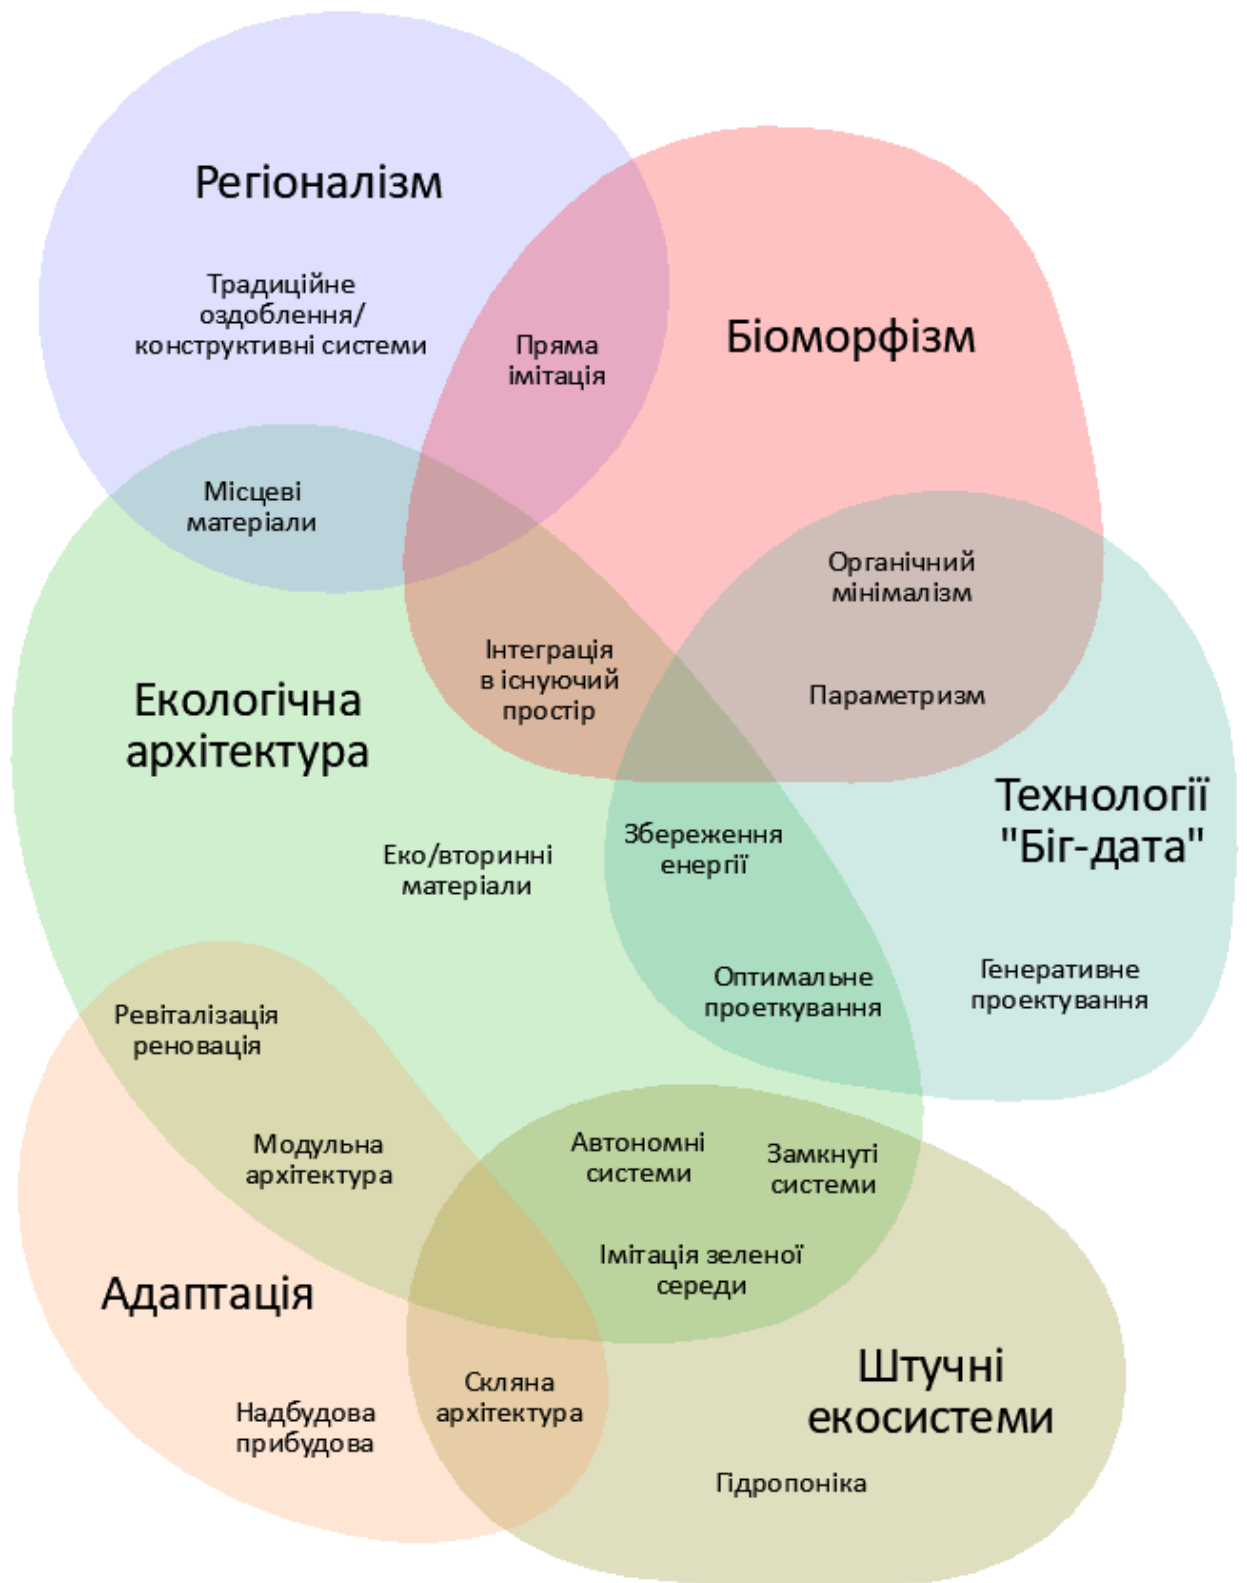 Регіоналізм
Традиційне
оздоблення/
конструктивні системи
Пряма
імітація
Біоморфізм
Місцеві
матеріали
Органічний
мінімалізм
Інтеграція
в існуючий
простір
Параметризм
Екологічна
архітектура
Технології
"Біг-дата"
Збереження
енергії
Еко/вторинні
матеріали
Оптимальне
проеткування
Генеративне
проектування
Ревіталізація
реновація
Модульна
архітектура
Автономні
системи
Замкнуті
системи
Імітація зеленої
середи
Адаптація
Скляна
архітектура
Надбудова
прибудова
Штучні
екосистеми
Гідропоніка